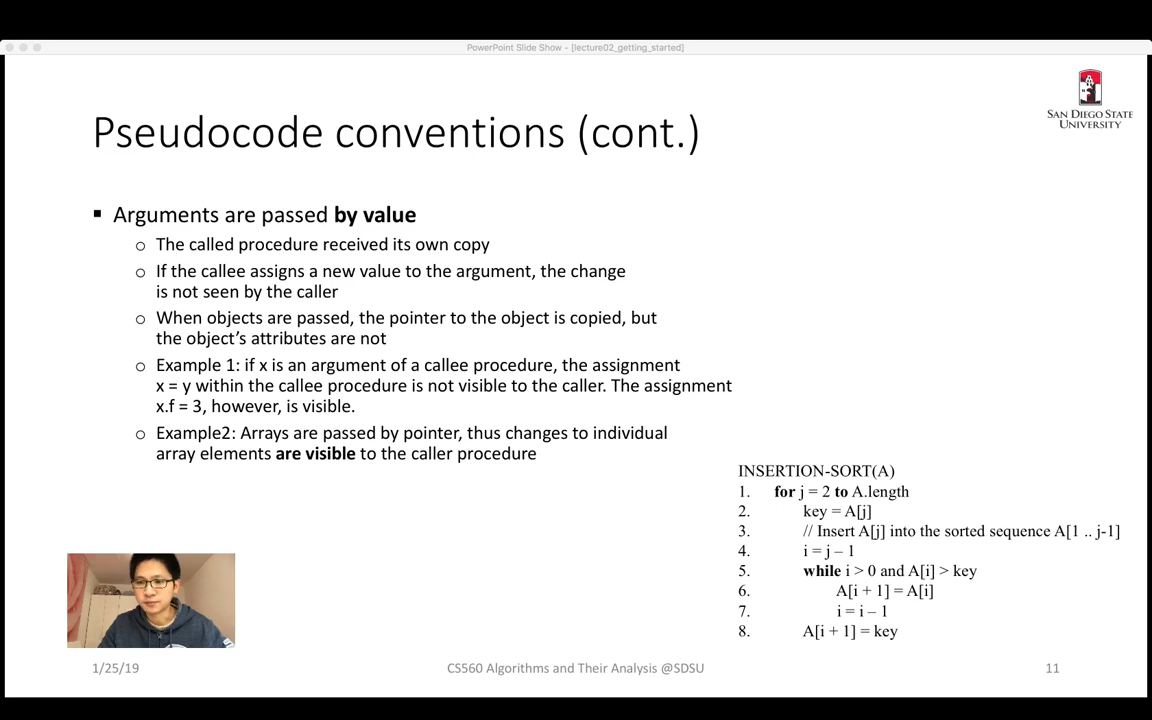 PowerPoint Slide Show - [lecture02_getting_started]
SAN DIEGO STATE
UNIVERSITY
Pseudocode conventions (cont.)
▪ Arguments are passed by value
o The called procedure received its own copy
o If the callee assigns a new value to the argument, the change
is not seen by the caller
o When objects are passed, the pointer to the object is copied, but
the object's attributes are not
o Example 1: if x is an argument of a callee procedure, the assignment
x = y within the callee procedure is not visible to the caller. The assignment
x.f = 3, however, is visible.
o Example2: Arrays are passed by pointer, thus changes to individual
array elements are visible to the caller procedure
INSERTION-SORT(A)
1. for j = 2 to A.length
2. key = A[j]
3. // Insert A[j] into the sorted sequence A[1 .. j-1]
4. i = j – 1
5. while i > 0 and A[i] > key
6. A[i + 1] = A[i]
7. i = i – 1
8. A[i + 1] = key
1/25/19
CS560 Algorithms and Their Analysis @SDSU
11